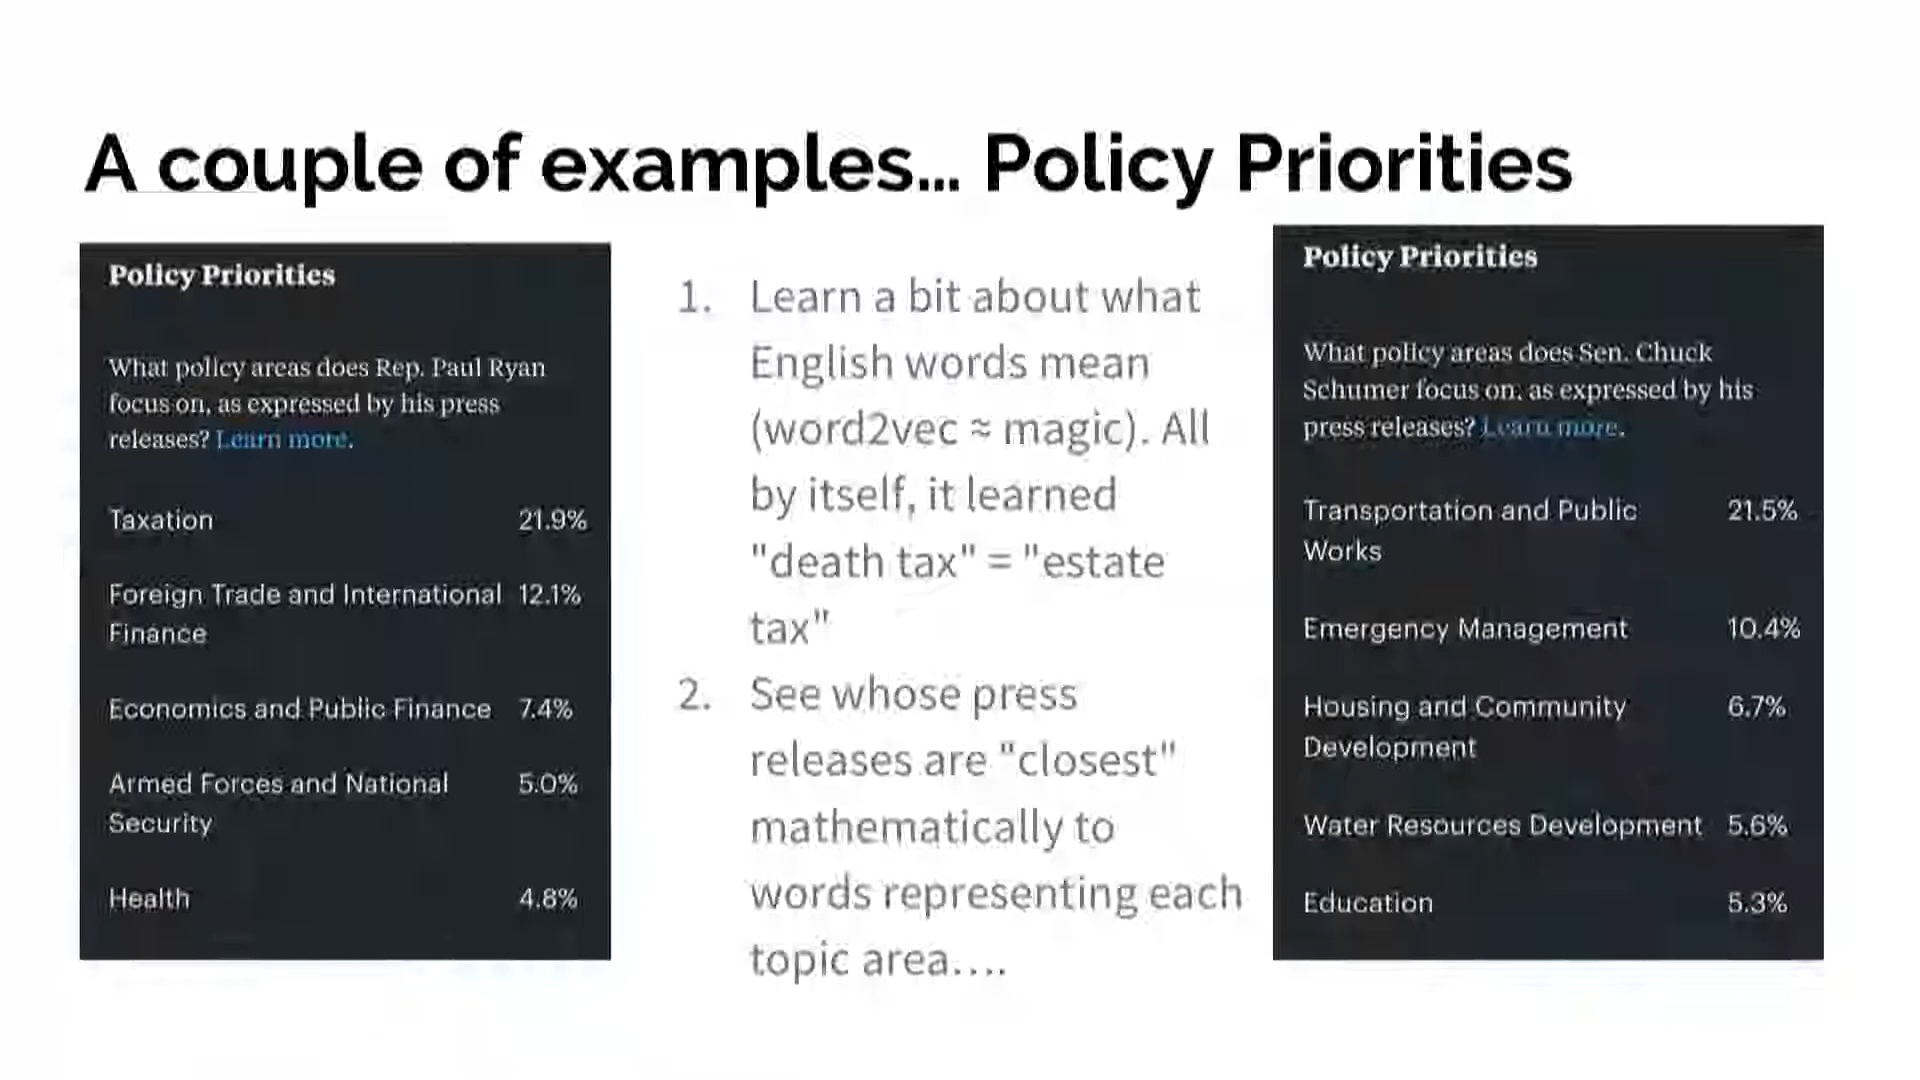 A couple of examples... Policy Priorities
Policy Priorities
What policy areas does Rep. Paul Ryan
focus on, as expressed by his press
releases? Learn more.
Taxation 21.9%
Foreign Trade and International 12.1%
Finance
Economics and Public Finance 7.4%
Armed Forces and National 5.0%
Security
Health 4.8%
1. Learn a bit about what
English words mean
(word2vec ≈ magic). All
by itself, it learned
"death tax" = "estate
tax"
2. See whose press
releases are "closest"
mathematically to
words representing each
topic area....
Policy Priorities
What policy areas does Sen. Chuck
Schumer focus on, as expressed by his
press releases? Learn more.
Transportation and Public 21.5%
Works
Emergency Management 10.4%
Housing and Community 6.7%
Development
Water Resources Development 5.6%
Education 5.3%